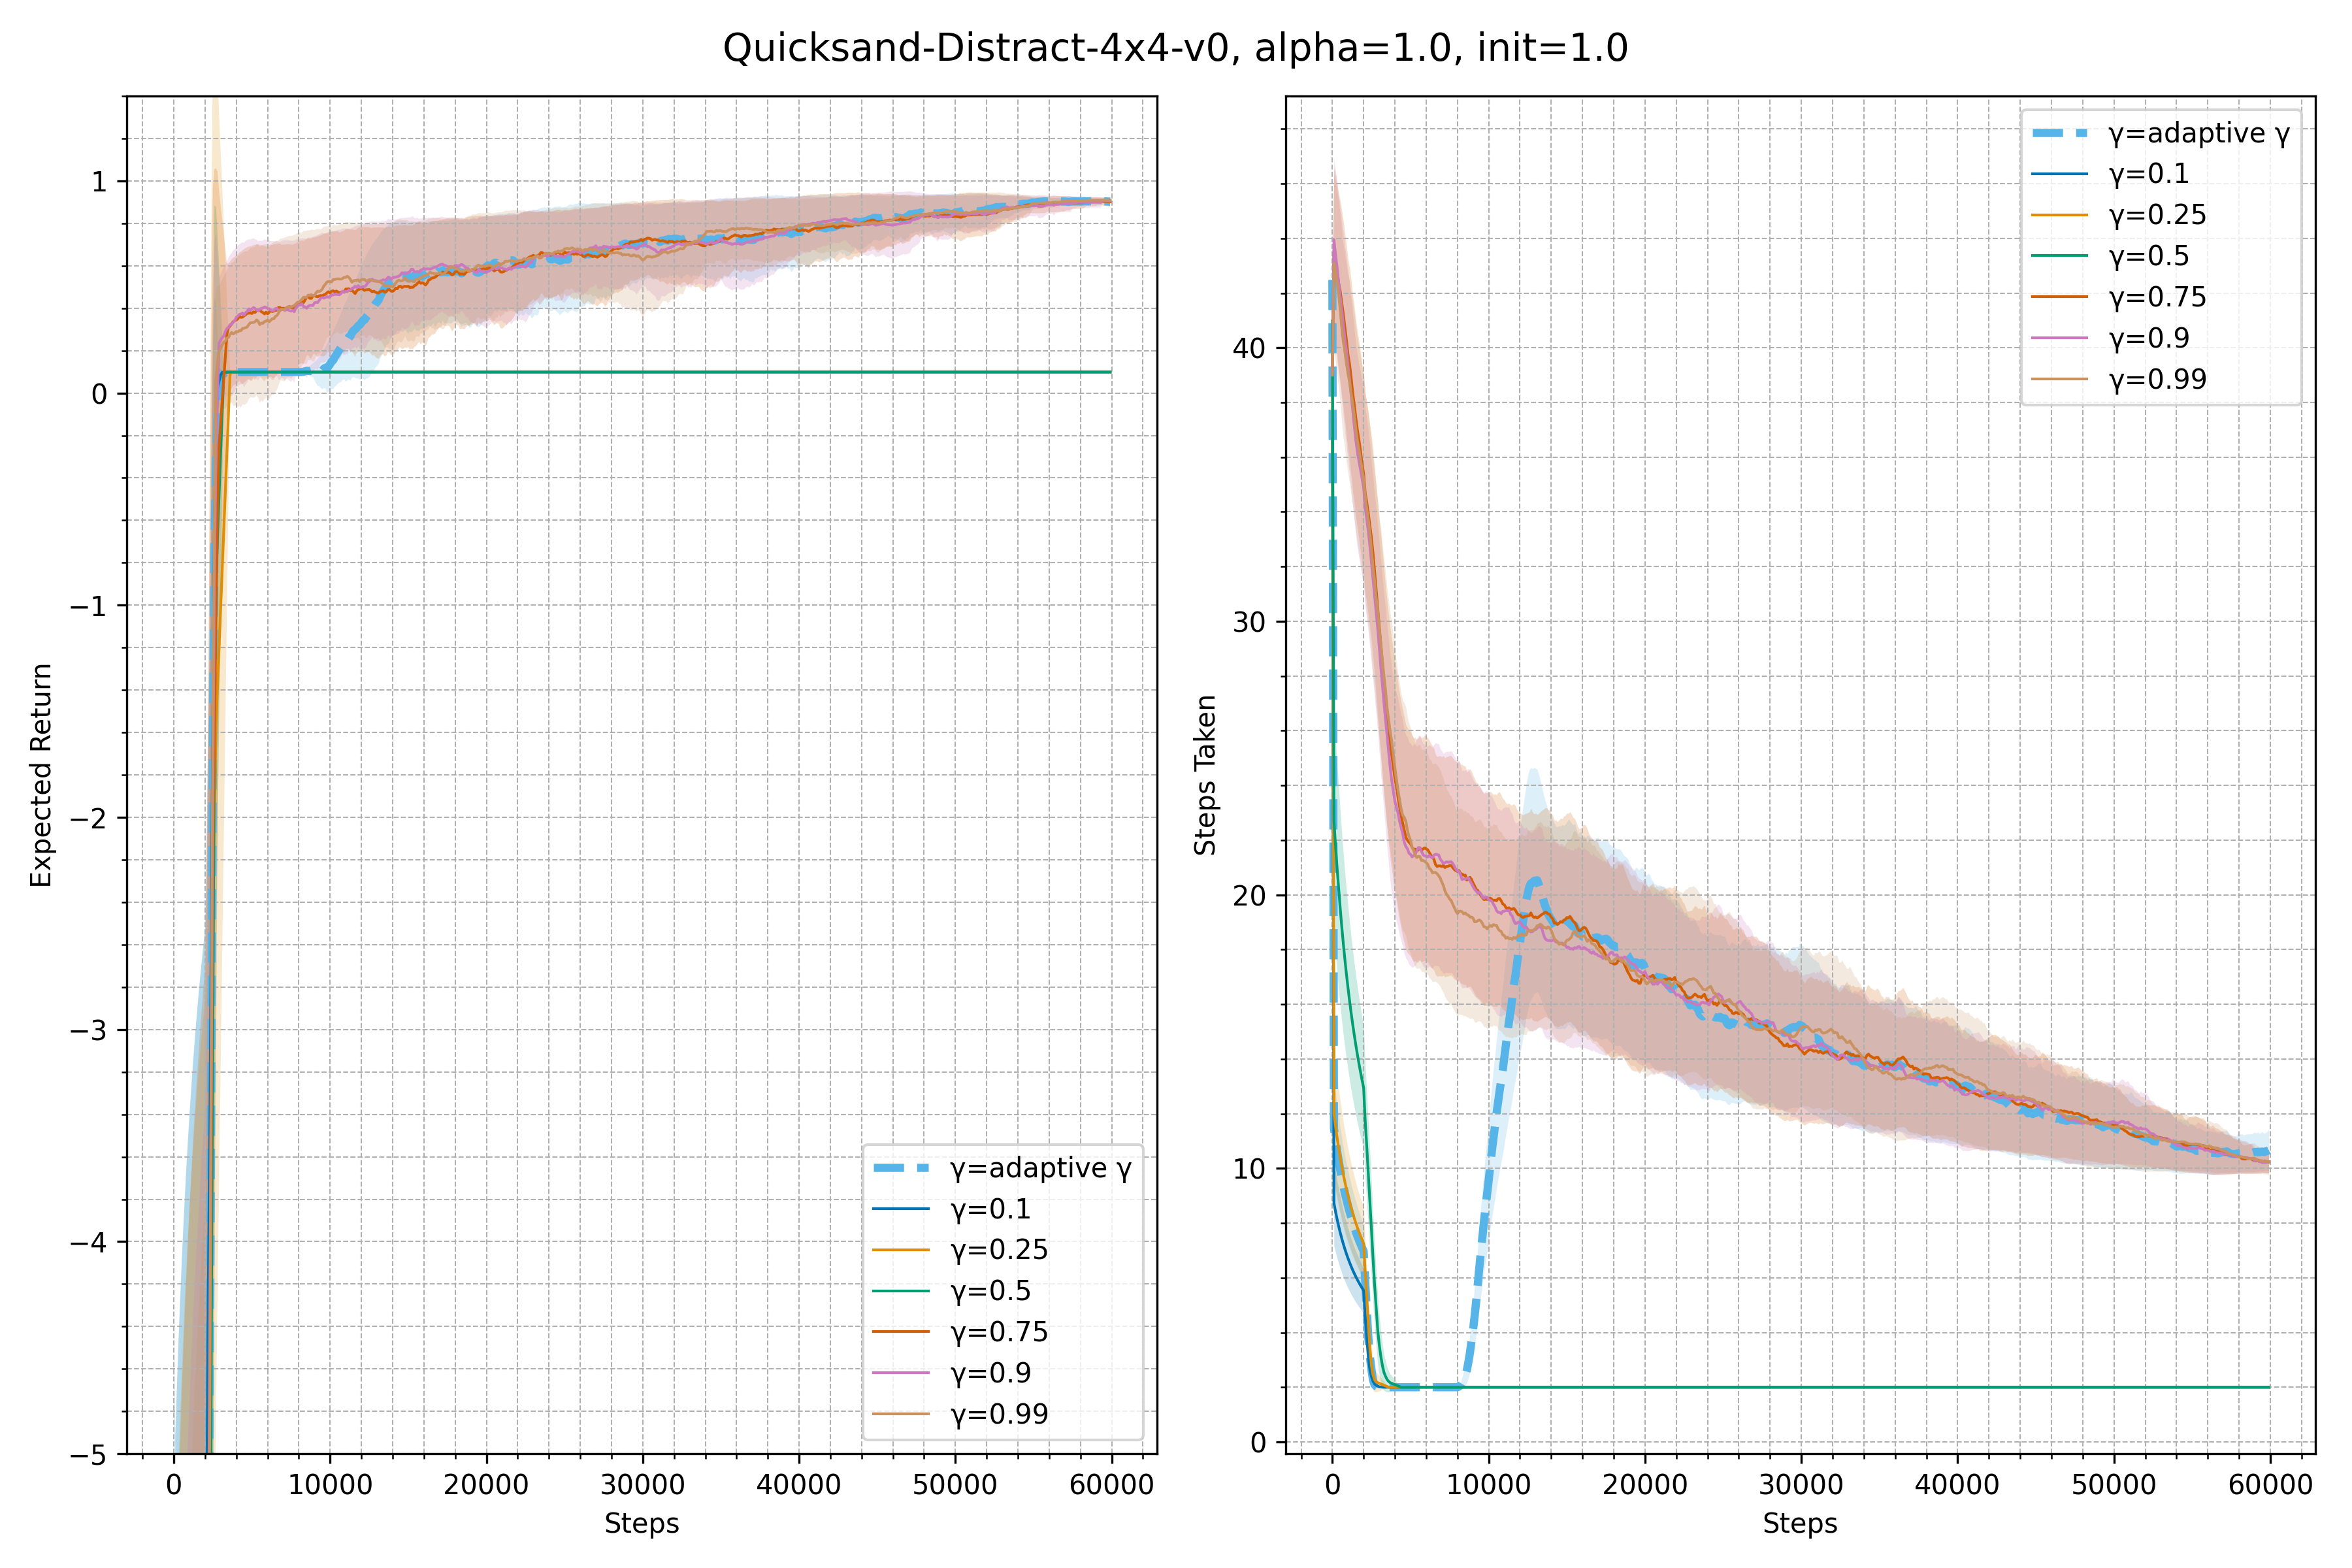 Quicksand-Distract-4x4-v0, alpha=1.0, init=1.0
Expected Return
1
0
−1
−2
−3
−4
−5
0 10000 20000 30000 40000 50000 60000
Steps
γ=adaptive γ
γ=0.1
γ=0.25
γ=0.5
γ=0.75
γ=0.9
γ=0.99
Steps Taken
40
30
20
10
0
0 10000 20000 30000 40000 50000 60000
Steps
γ=adaptive γ
γ=0.1
γ=0.25
γ=0.5
γ=0.75
γ=0.9
γ=0.99